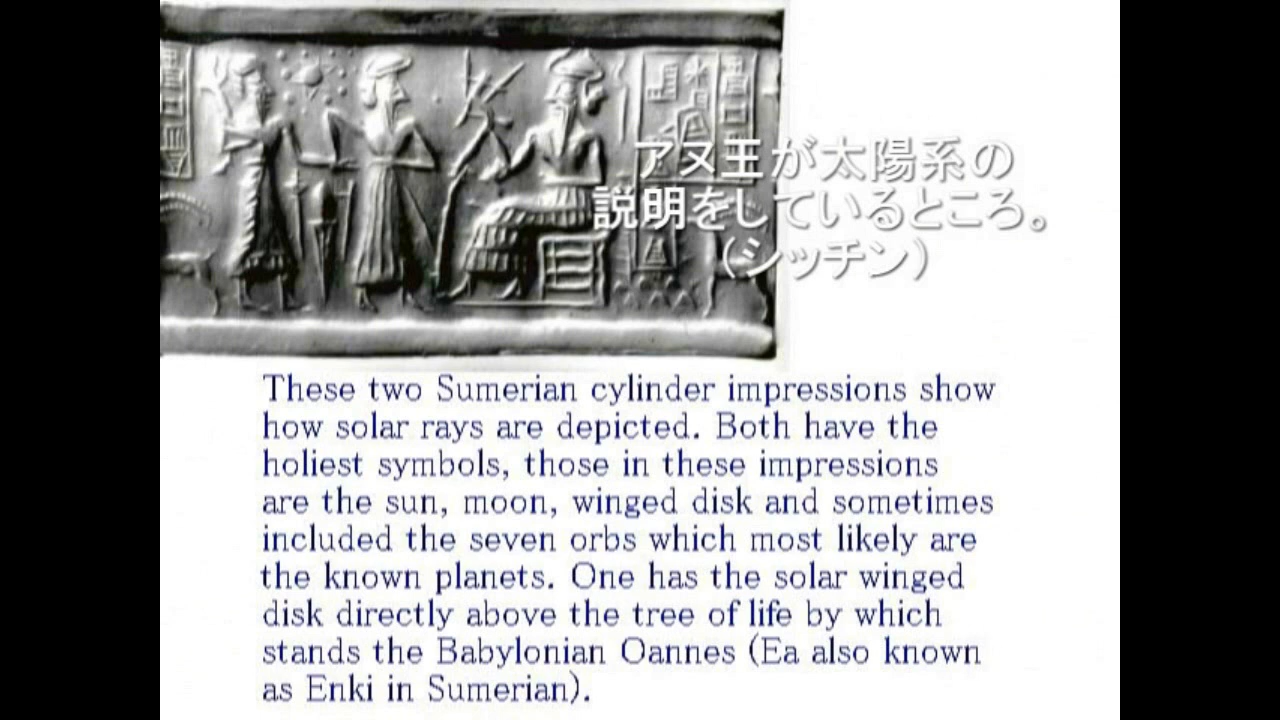 アヌ王が太陽系の
説明をしているところ。
（シッチン）
These two Sumerian cylinder impressions show
how solar rays are depicted. Both have the
holiest symbols, those in these impressions
are the sun, moon, winged disk and sometimes
included the seven orbs which most likely are
the known planets. One has the solar winged
disk directly above the tree of life by which
stands the Babylonian Oannes (Ea also known
as Enki in Sumerian).